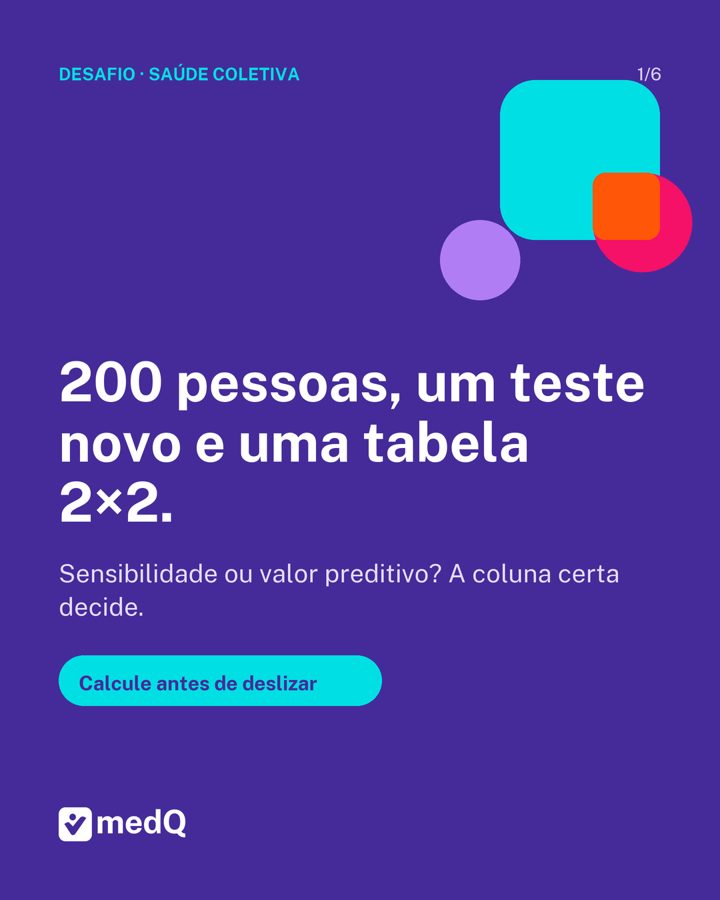 DESAFIO · SAÚDE COLETIVA
1/6
200 pessoas, um teste
novo e uma tabela
2×2.
Sensibilidade ou valor preditivo? A coluna certa
decide.
Calcule antes de deslizar
medQ